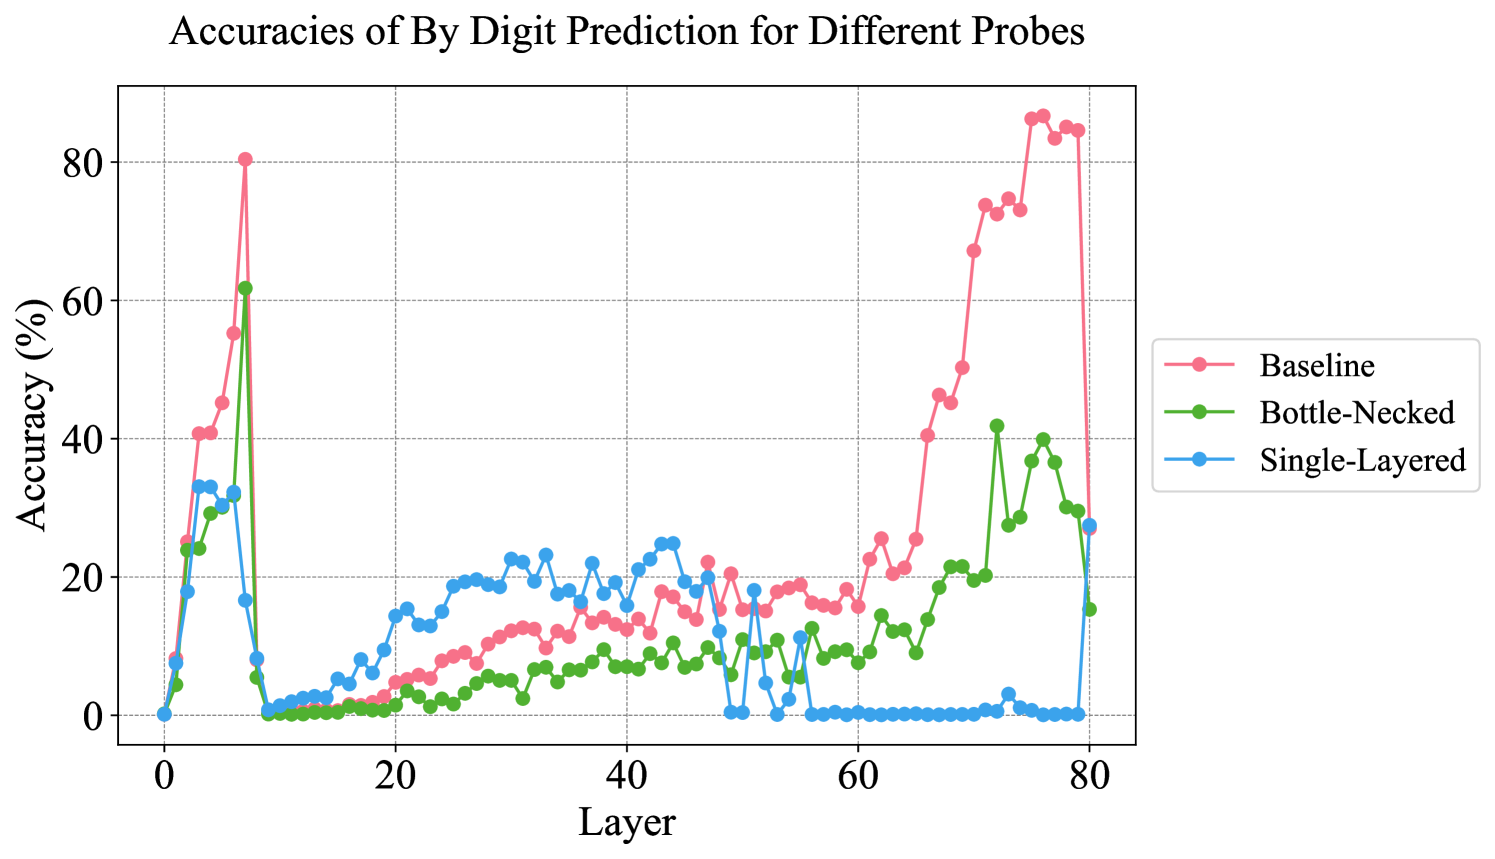 Accuracies of By Digit Prediction for Different Probes
Accuracy (%)
80
60
40
20
0
0 20 40 60 80
Layer
Baseline
Bottle-Necked
Single-Layered